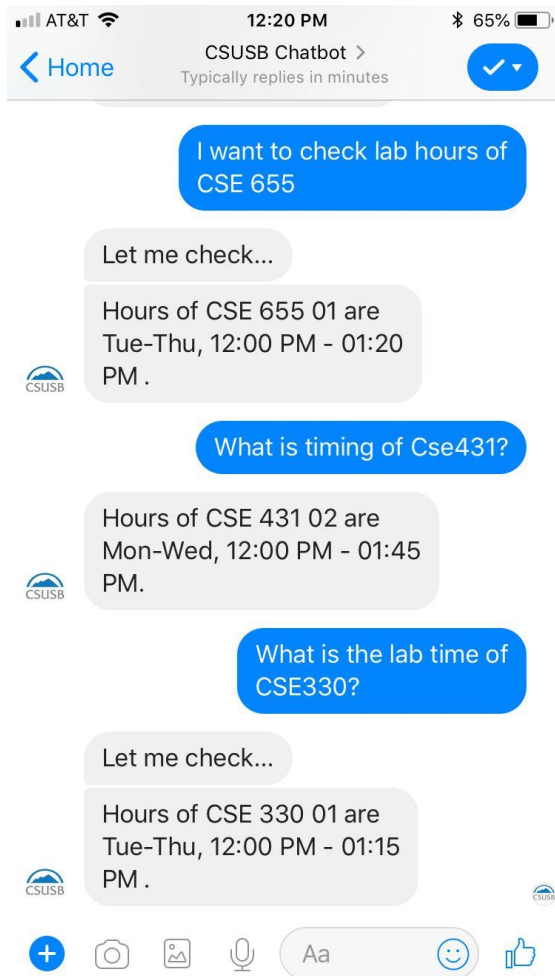 AT&T 12:20 PM 65%
Home CSUSB Chatbot >
Typically replies in minutes
I want to check lab hours of
CSE 655
Let me check...
Hours of CSE 655 01 are
Tue-Thu, 12:00 PM - 01:20
PM .
CSUSB
What is timing of Cse431?
Hours of CSE 431 02 are
Mon-Wed, 12:00 PM - 01:45
PM.
CSUSB
What is the lab time of
CSE330?
Let me check...
Hours of CSE 330 01 are
Tue-Thu, 12:00 PM - 01:15
PM .
CSUSB
CSUSB
Aa